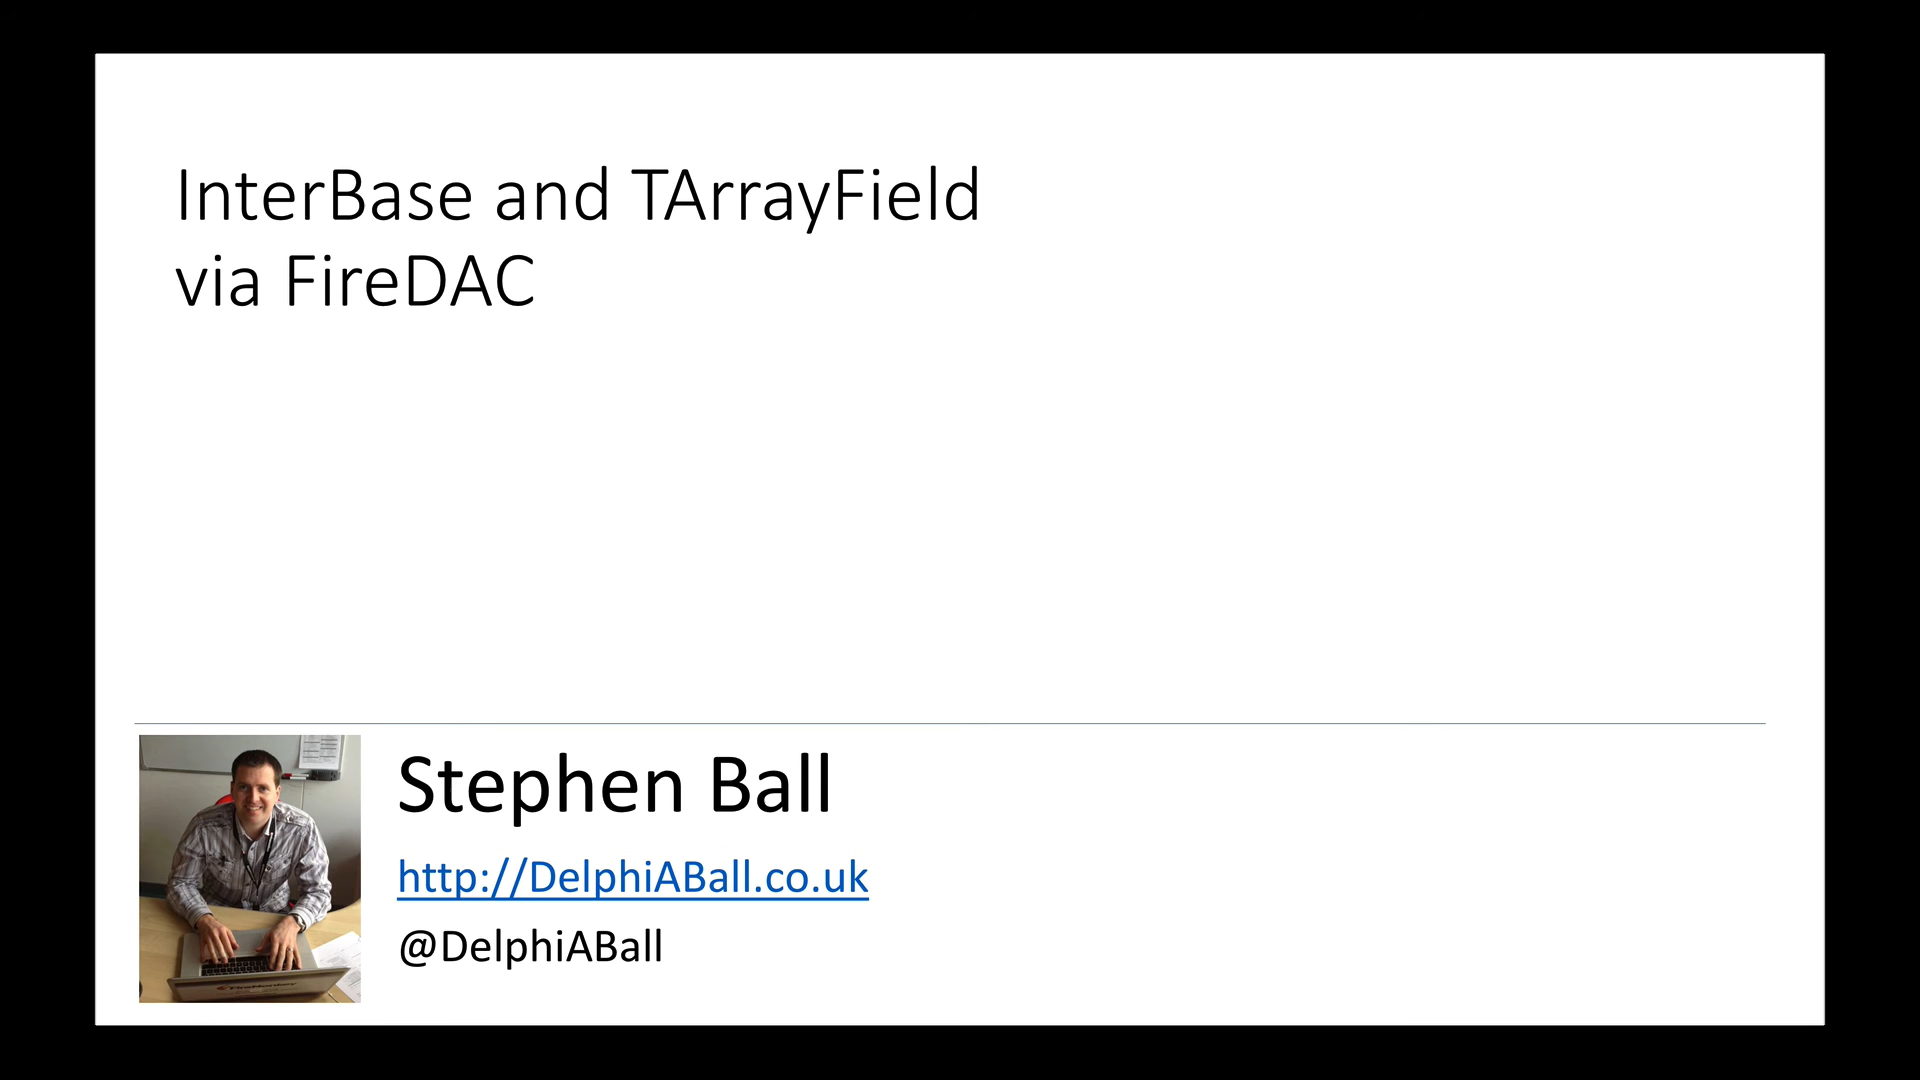 InterBase and TArrayField
via FireDAC
Stephen Ball
http://DelphiABall.co.uk
@DelphiABall